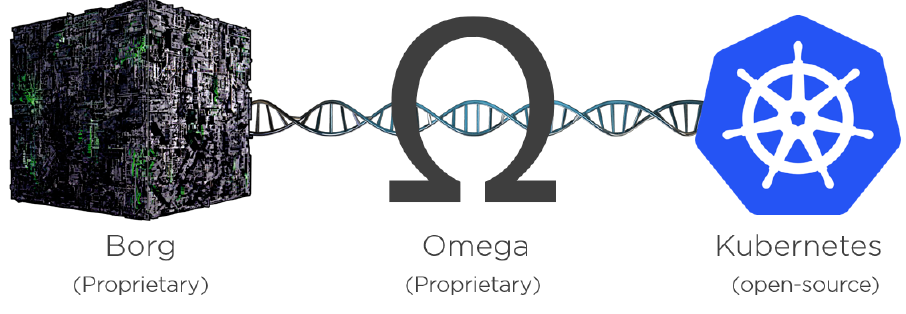 Borg
Omega
Kubernetes
(Proprietary)
(Proprietary)
(open-source)